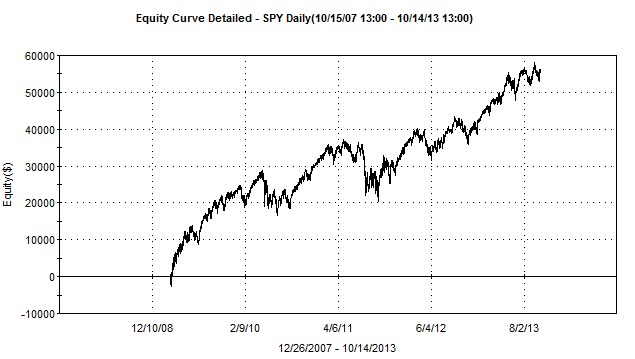 Equity Curve Detailed - SPY Daily(10/15/07 13:00 - 10/14/13 13:00)
60000
50000
40000
30000
20000
10000
0
-10000
Equity($)
12/10/08 2/9/10 4/6/11 6/4/12 8/2/13
12/26/2007 - 10/14/2013